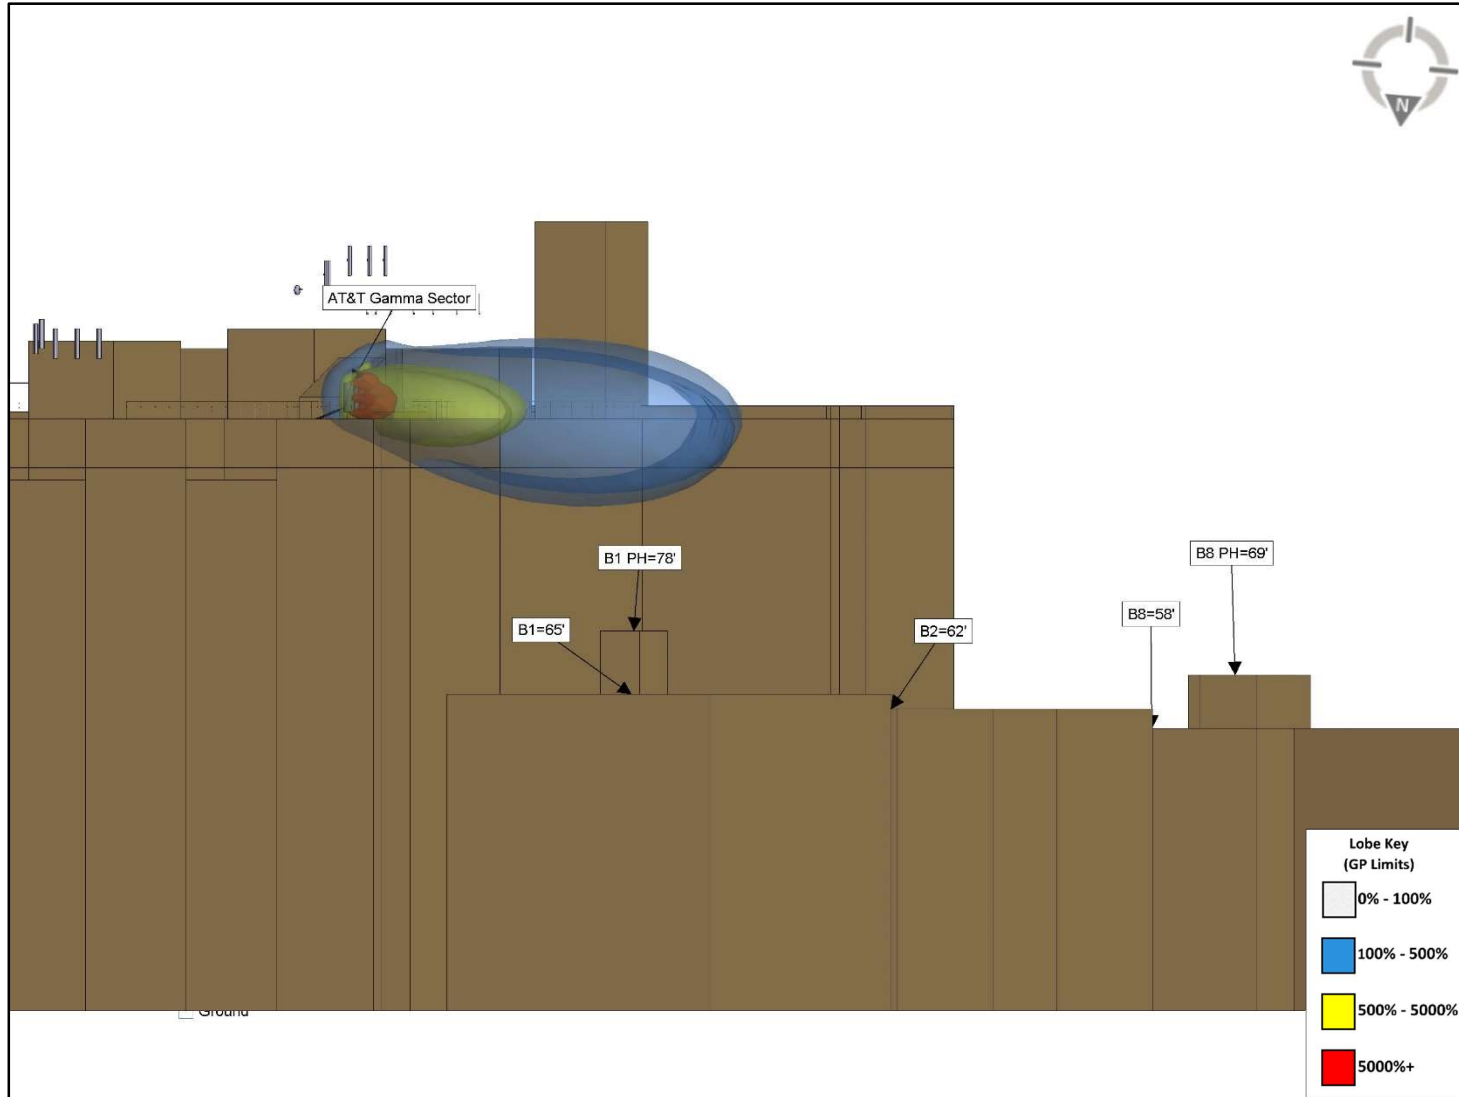 N
AT&T Gamma Sector
B1 PH=78'
B8 PH=69'
B1=65'
B2=62'
B8=58'
Ground
Lobe Key
(GP Limits)
0% - 100%
100% - 500%
500% - 5000%
5000%+